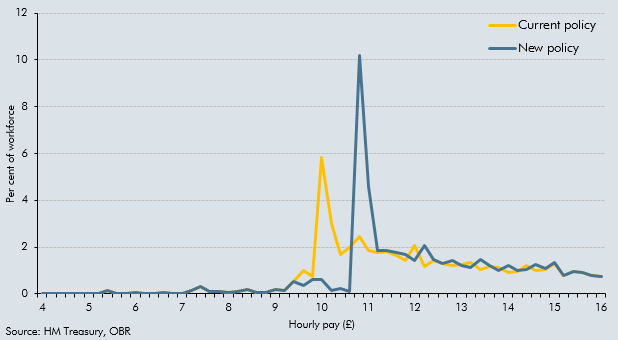 12
10
8
6
4
2
0
Per cent of workforce
Current policy
New policy
4 5 6 7 8 9 10 11 12 13 14 15 16
Hourly pay (£)
Source: HM Treasury, OBR